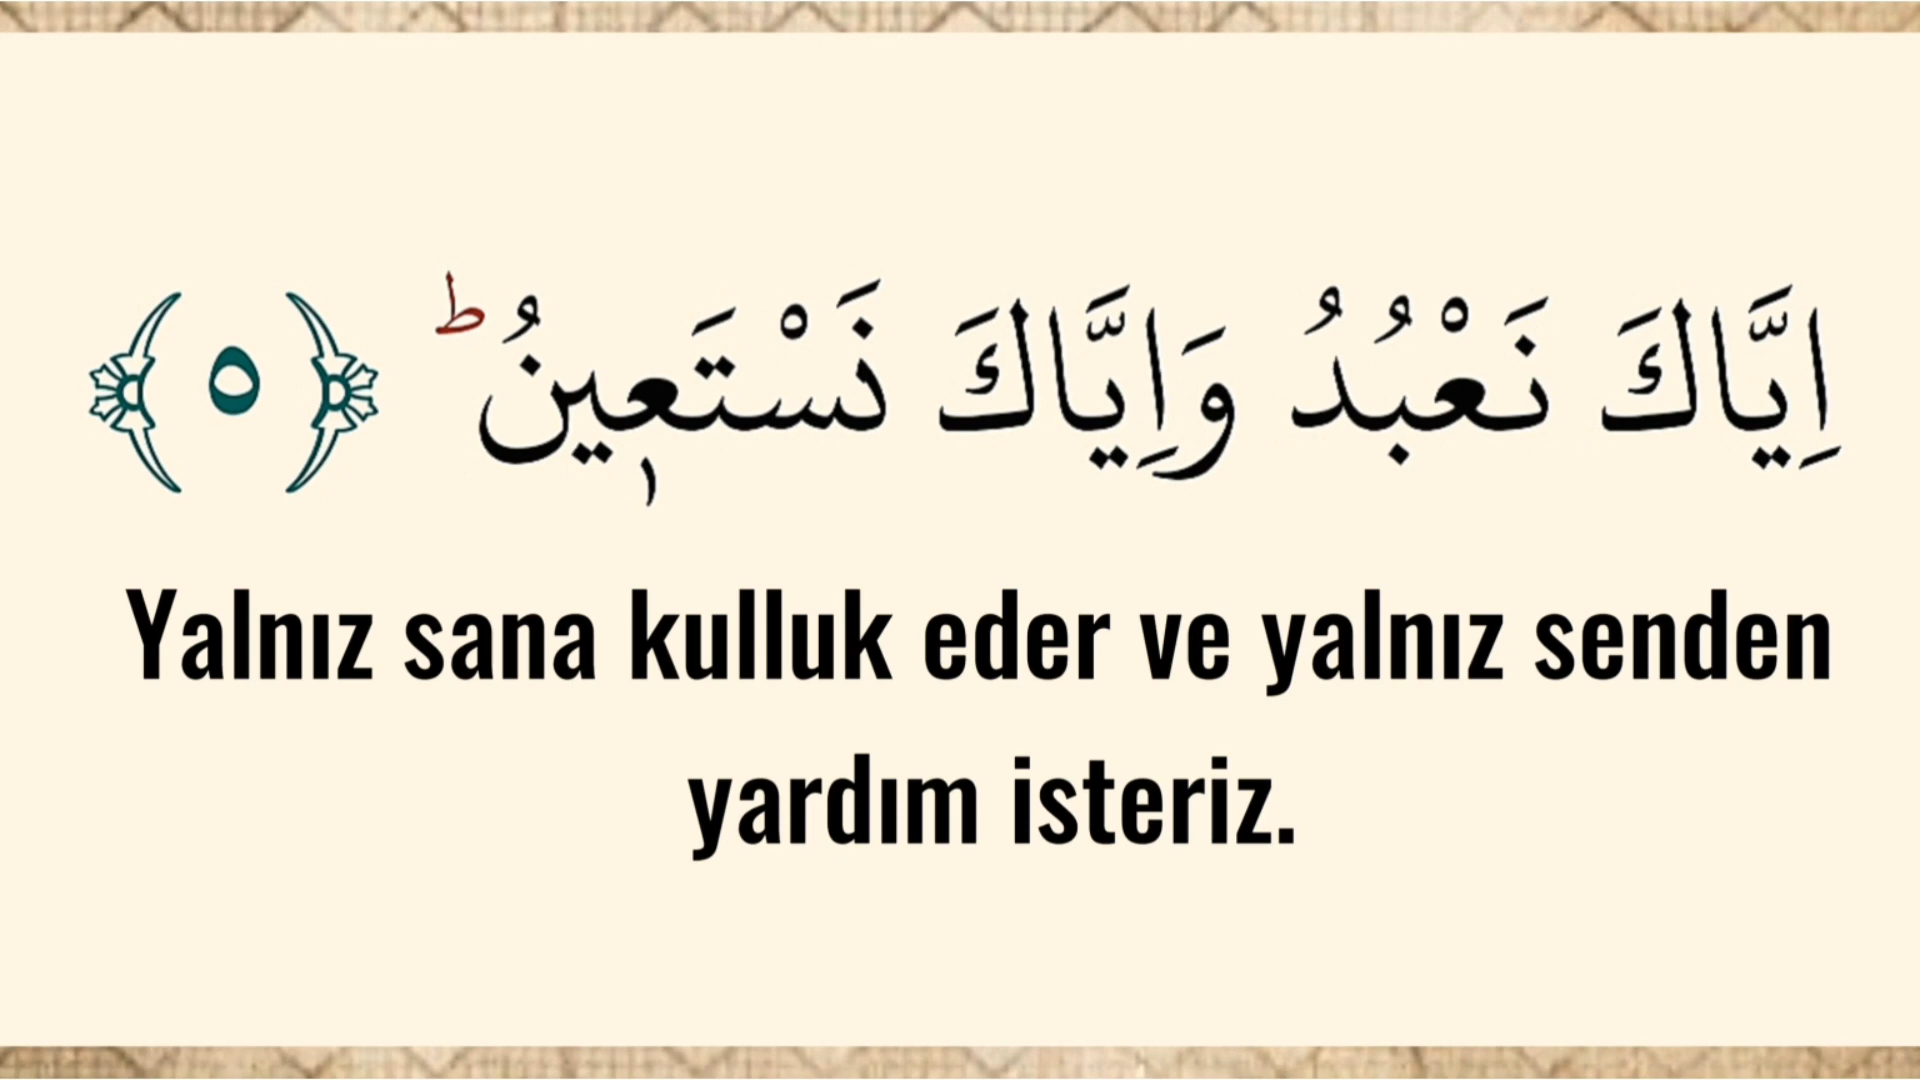 اِيَّاكَ نَعْبُدُ وَاِيَّاكَ نَسْتَع۪ينُۜ ﴿٥﴾
Yalnız sana kulluk eder ve yalnız senden
yardım isteriz.